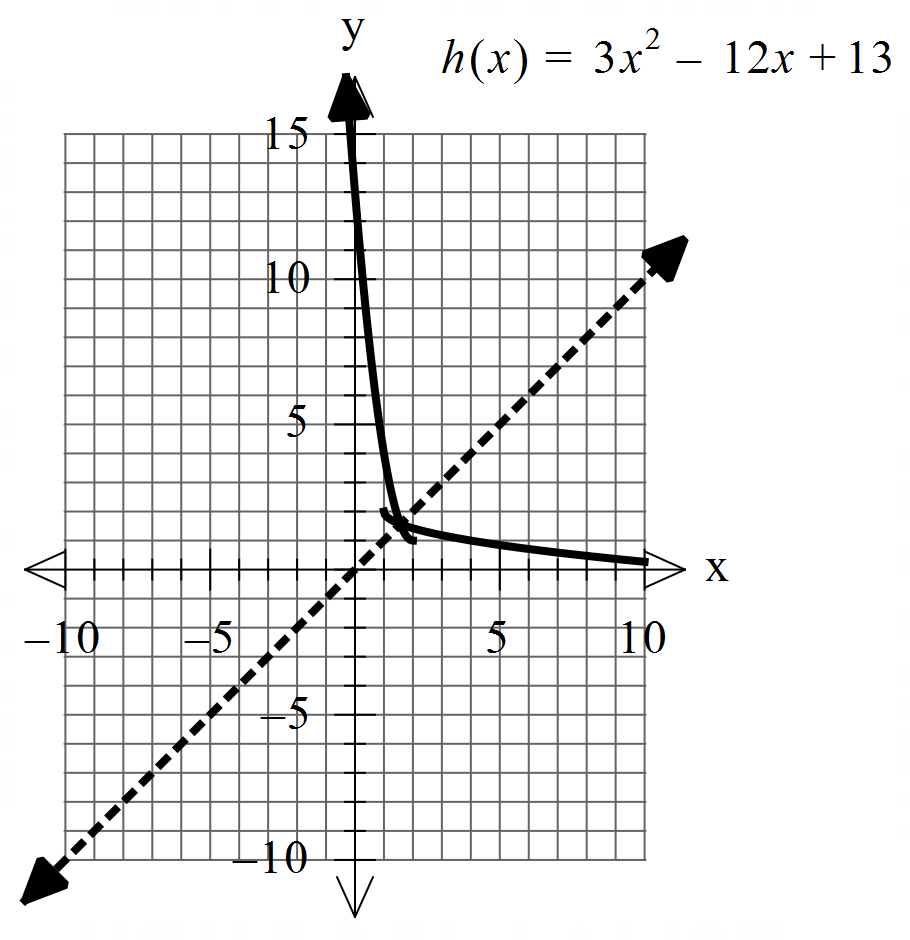 y
h(x) = 3x² – 12x + 13
15
10
5
x
–10 –5 5 10
–5
–10